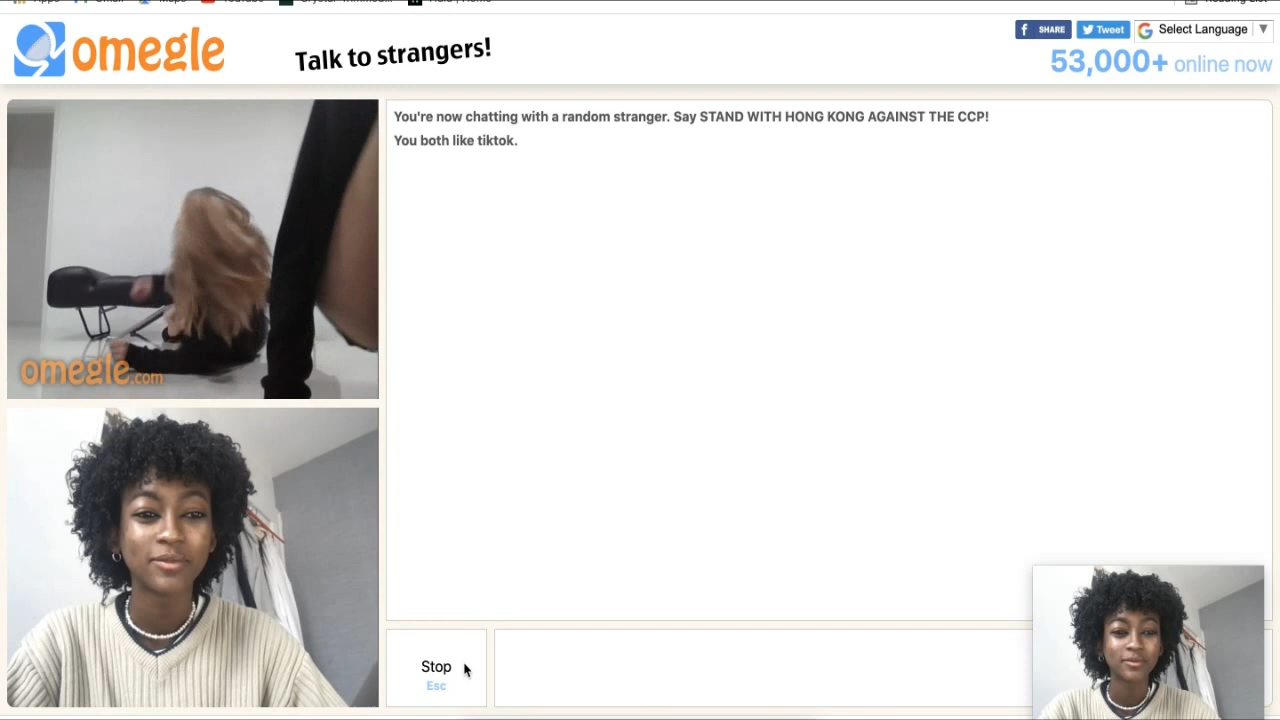 omegle
Talk to strangers!
SHARE
Tweet
Select Language ▼
53,000+ online now
You're now chatting with a random stranger. Say STAND WITH HONG KONG AGAINST THE CCP!
You both like tiktok.
omegle.com
Stop
Esc